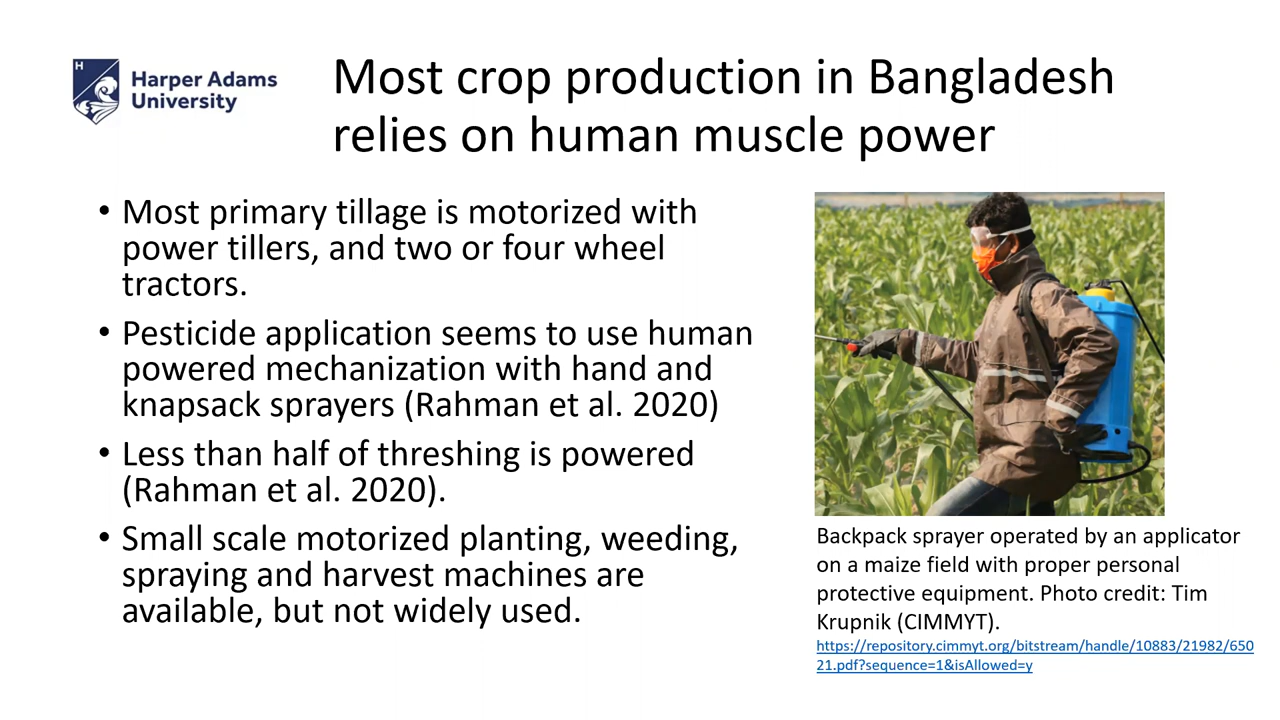 H
Harper Adams
University
Most crop production in Bangladesh
relies on human muscle power
• Most primary tillage is motorized with
power tillers, and two or four wheel
tractors.
• Pesticide application seems to use human
powered mechanization with hand and
knapsack sprayers (Rahman et al. 2020)
• Less than half of threshing is powered
(Rahman et al. 2020).
• Small scale motorized planting, weeding,
spraying and harvest machines are
available, but not widely used.
Backpack sprayer operated by an applicator
on a maize field with proper personal
protective equipment. Photo credit: Tim
Krupnik (CIMMYT).
https://repository.cimmyt.org/bitstream/handle/10883/21982/650
21.pdf?sequence=1&isAllowed=y